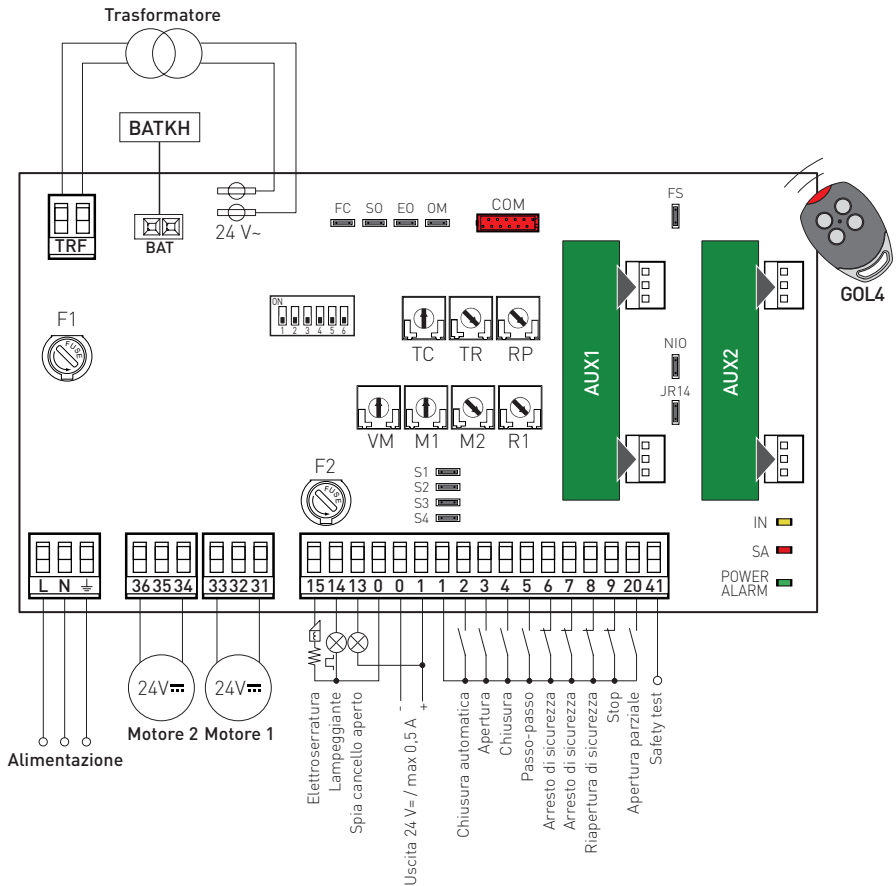 Trasformatore
BATKH
TRF
BAT
24 V~
FC SO EO OM
COM
FS
GOL4
ON
1 2 3 4 5 6
F1
FUSE
TC TR RP
AUX1
NIO
JR14
AUX2
VM M1 M2 R1
F2
FUSE
S1
S2
S3
S4
IN
SA
POWER
ALARM
L N
36 35 34
33 32 31
15 14 13 0 0 1 1 2 3 4 5 6 7 8 9 20 41
24V
24V
Motore 2 Motore 1
Alimentazione
- +
Elettroserratura
Lampeggiante
Spia cancello aperto
Uscita 24 V= / max 0,5 A
Chiusura automatica
Apertura
Chiusura
Passo-passo
Arresto di sicurezza
Arresto di sicurezza
Riapertura di sicurezza
Stop
Apertura parziale
Safety test